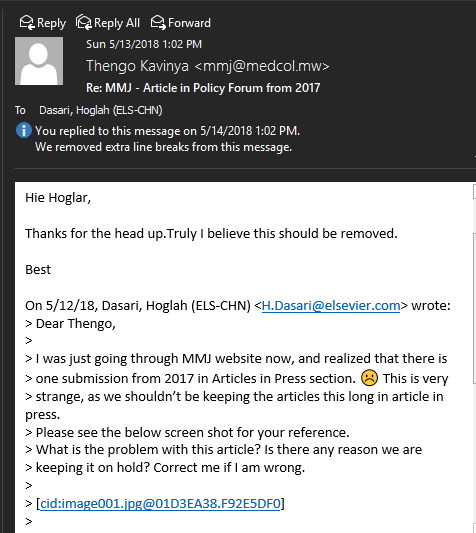 Reply Reply All Forward
Sun 5/13/2018 1:02 PM
Thengo Kavinya <mmj@medcol.mw>
Re: MMJ - Article in Policy Forum from 2017
To Dasari, Hoglah (ELS-CHN)
You replied to this message on 5/14/2018 1:02 PM.
We removed extra line breaks from this message.
Hie Hoglar,
Thanks for the head up.Truly I believe this should be removed.
Best
On 5/12/18, Dasari, Hoglah (ELS-CHN) <H.Dasari@elsevier.com> wrote:
> Dear Thengo,
>
> I was just going through MMJ website now, and realized that there is
> one submission from 2017 in Articles in Press section. ☹ This is very
> strange, as we shouldn't be keeping the articles this long in article in
press.
> Please see the below screen shot for your reference.
> What is the problem with this article? Is there any reason we are
> keeping it on hold? Correct me if I am wrong.
>
> [cid:image001.jpg@01D3EA38.F92E5DF0]
>